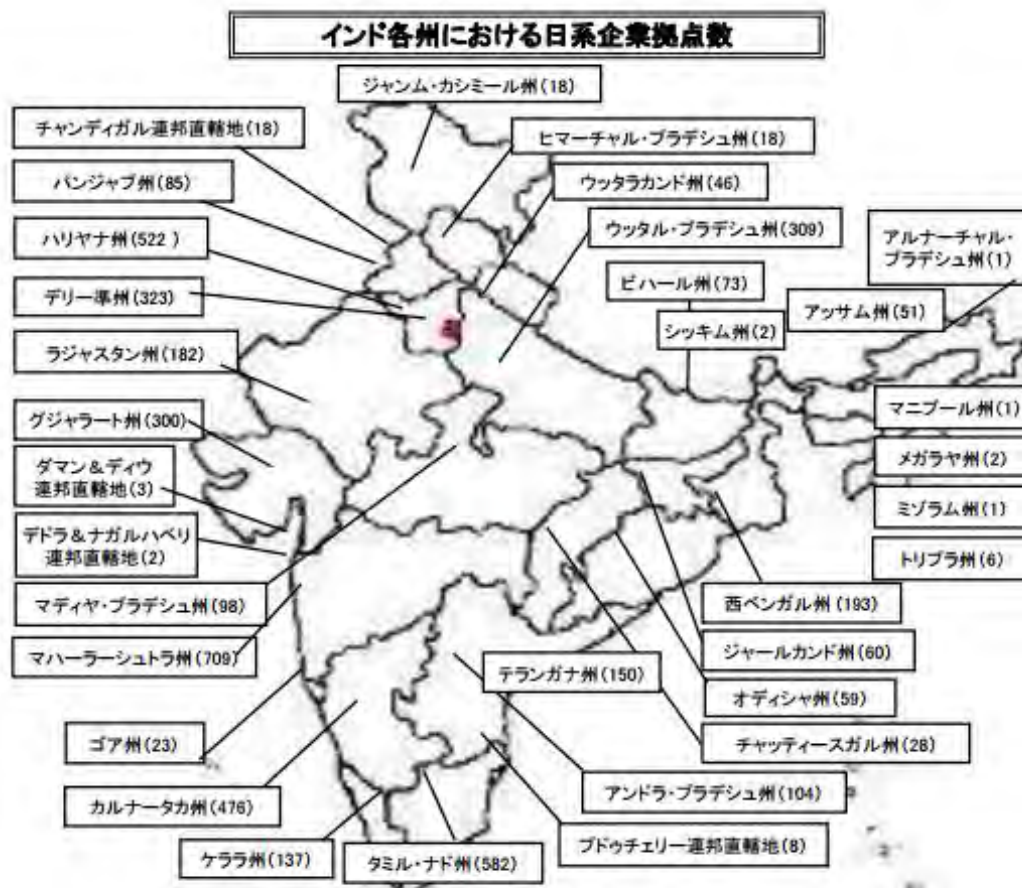 インド各州における日系企業拠点数
ジャンム・カシミール州(18)
チャンディガル連邦直轄地(18)
ヒマーチャル・プラデシュ州(18)
パンジャブ州(85)
ウッタラカンド州(46)
ハリヤナ州(522 )
ウッタル・プラデシュ州(309)
アルナーチャル・
プラデシュ州(1)
デリー準州(323)
ビハール州(73)
アッサム州(51)
シッキム州(2)
ラジャスタン州(182)
マニプール州(1)
グジャラート州(300)
メガラヤ州(2)
ダマン&ディウ
連邦直轄地(3)
ミゾラム州(1)
デドラ&ナガルハベリ
連邦直轄地(2)
トリプラ州(6)
マディヤ・プラデシュ州(98)
西ベンガル州(193)
マハーラーシュトラ州(709)
ジャールカンド州(60)
テランガナ州(150)
オディシャ州(59)
ゴア州(23)
チャッティースガル州(28)
カルナータカ州(476)
アンドラ・プラデシュ州(104)
プドゥチェリー連邦直轄地(8)
ケララ州(137)
タミル・ナド州(582)